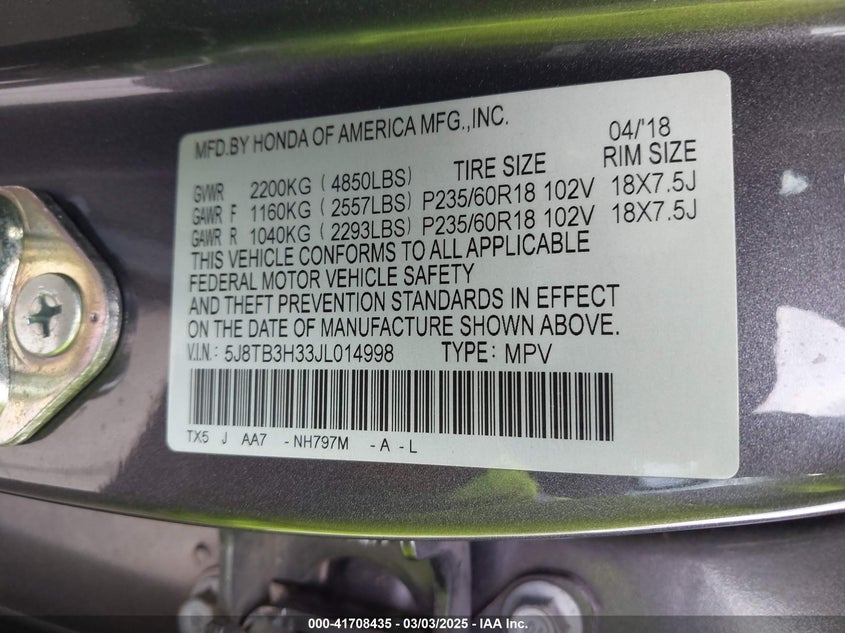 MFD.BY HONDA OF AMERICA MFG.,INC. 04/'18
TIRE SIZE RIM SIZE
GVWR 2200KG (4850LBS)
GAWR F 1160KG (2557LBS) P235/60R18 102V 18X7.5J
GAWR R 1040KG (2293LBS) P235/60R18 102V 18X7.5J
THIS VEHICLE CONFORMS TO ALL APPLICABLE
FEDERAL MOTOR VEHICLE SAFETY
AND THEFT PREVENTION STANDARDS IN EFFECT
ON THE DATE OF MANUFACTURE SHOWN ABOVE.
V.I.N.: 5J8TB3H33JL014998 TYPE: MPV
TX5 J AA7 -NH797M -A -L
000-41708435 - 03/03/2025 - IAA Inc.